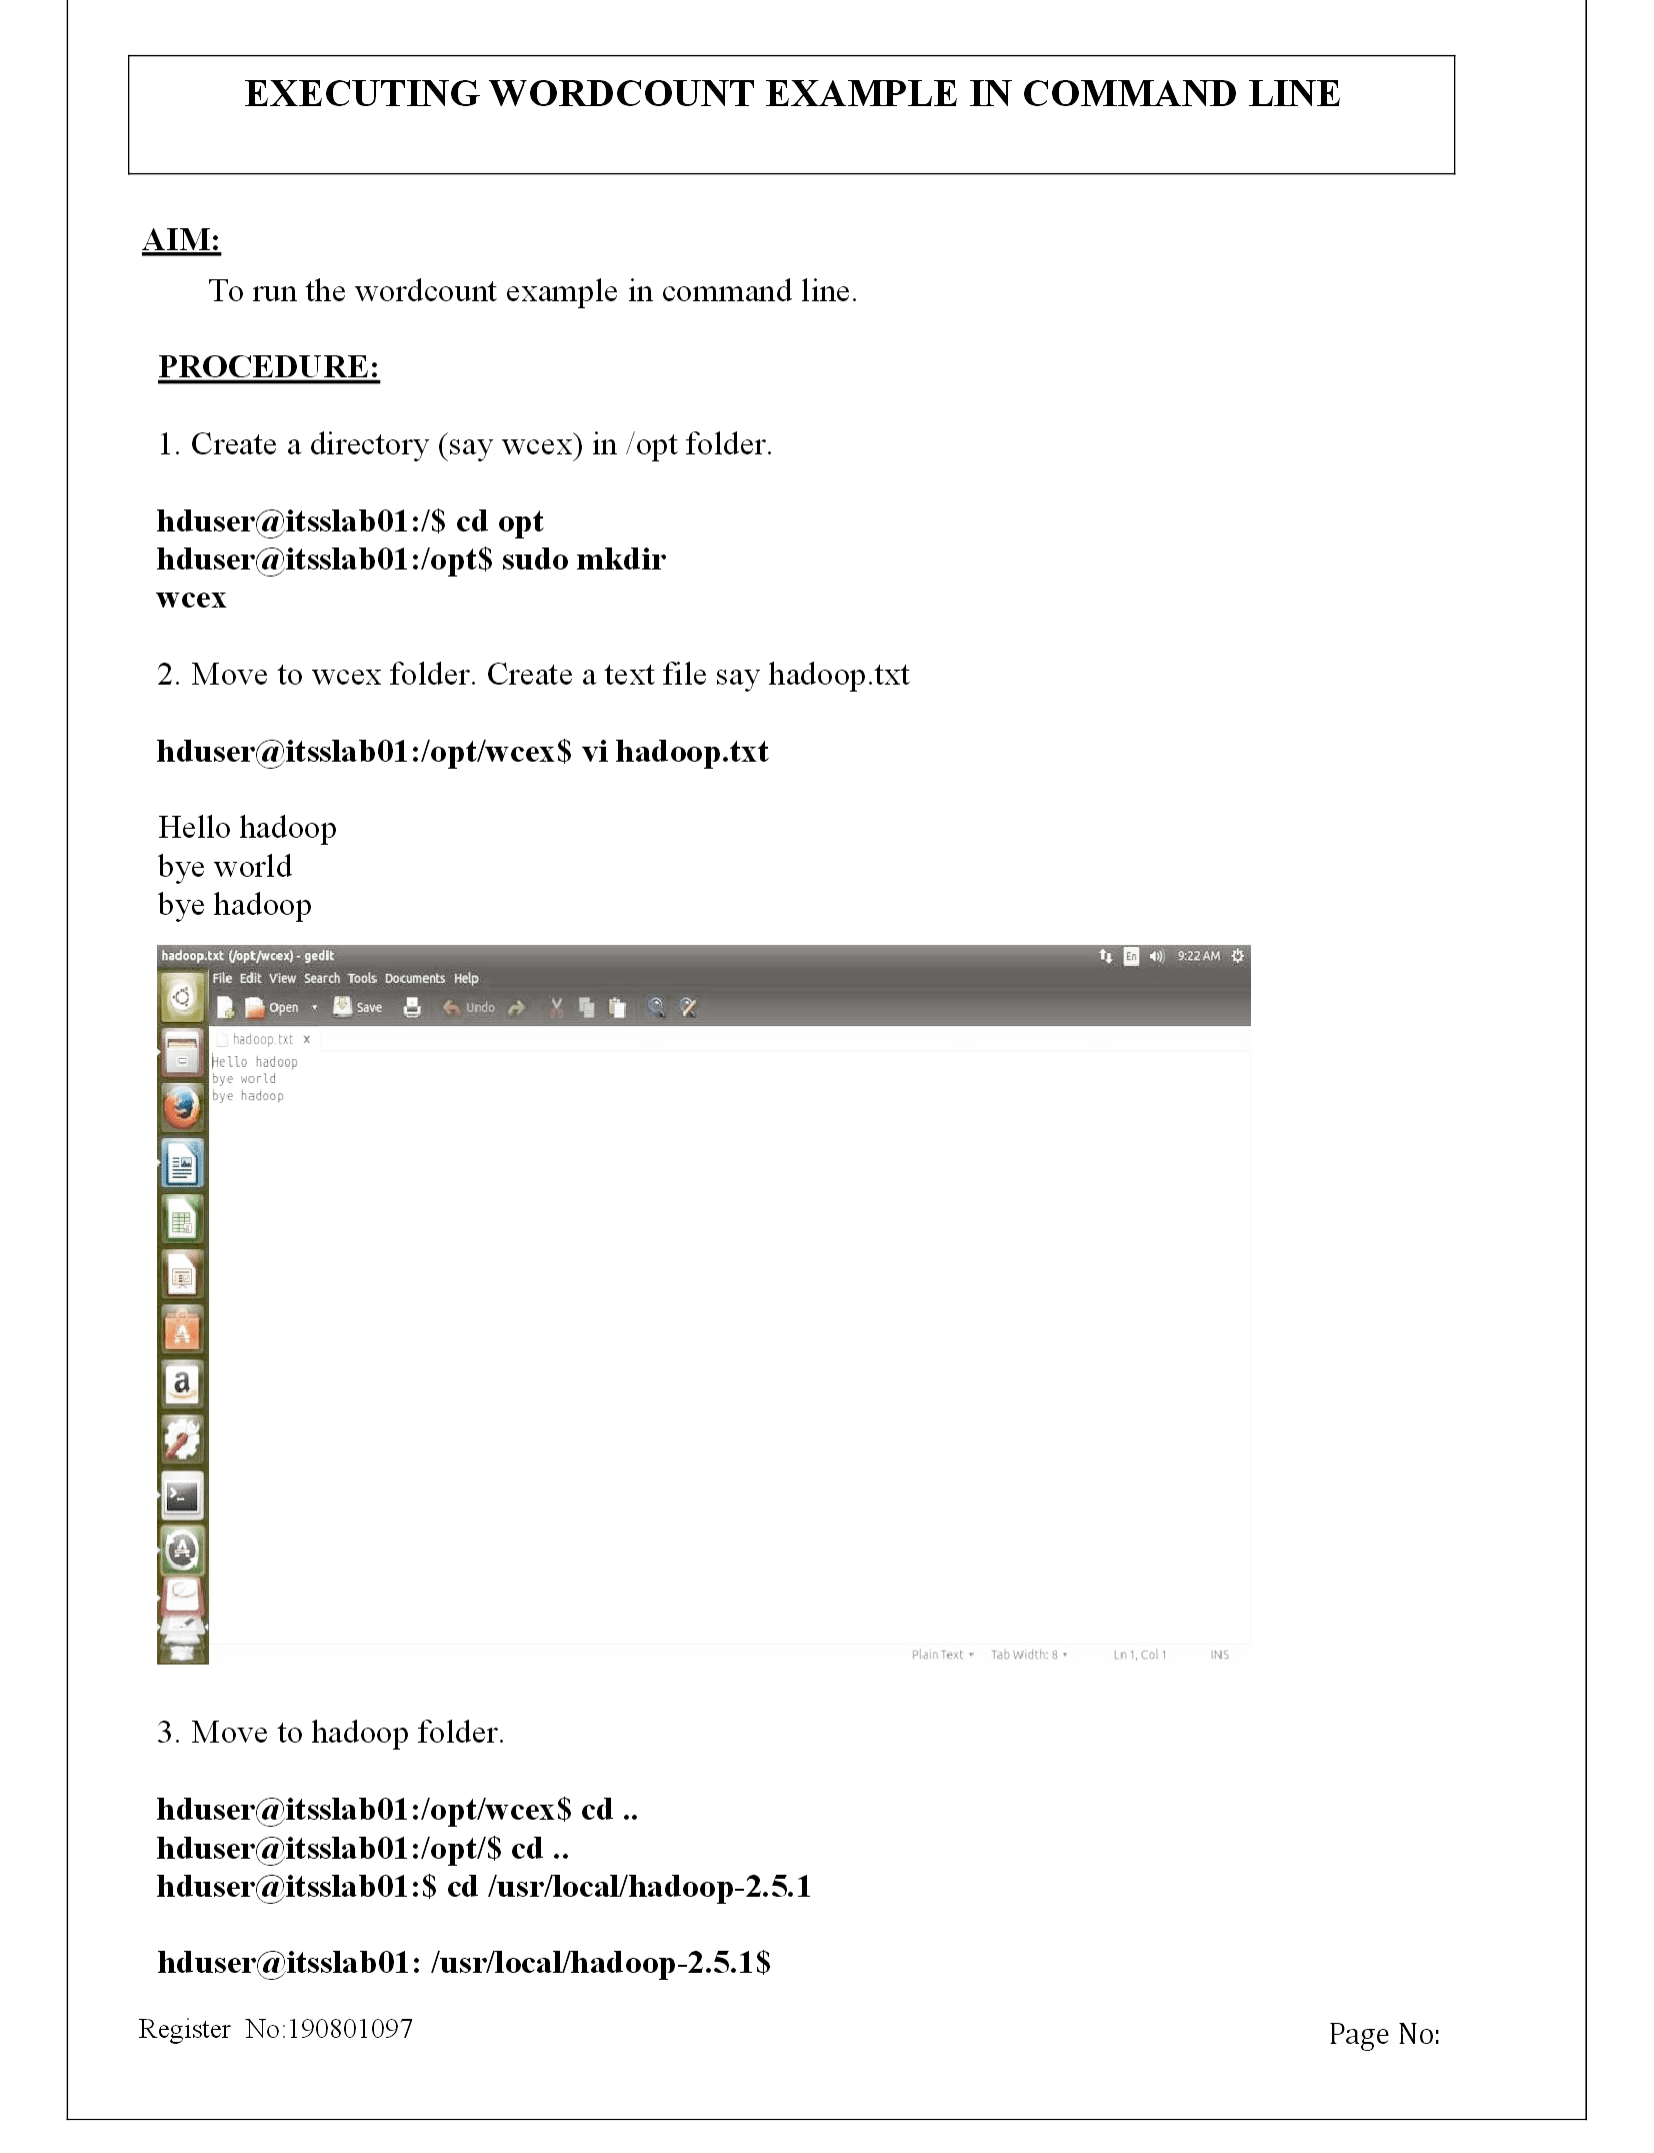 EXECUTING WORDCOUNT EXAMPLE IN COMMAND LINE
AIM:
To run the wordcount example in command line.
PROCEDURE:
1. Create a directory (say wcex) in /opt folder.
hduser@itsslab01:/$ cd opt
hduser@itsslab01:/opt$ sudo mkdir
wcex
2. Move to wcex folder. Create a text file say hadoop.txt
hduser@itsslab01:/opt/wcex$ vi hadoop.txt
Hello hadoop
bye world
bye hadoop
hadoop.txt (/opt/wcex) - gedit En 9:22 AM
File Edit View Search Tools Documents Help
Open Save Undo
hadoop.txt x
Hello hadoop
bye world
bye hadoop
a
Plain Text Tab Width: 8 Ln 1, Col 1 INS
3. Move to hadoop folder.
hduser@itsslab01:/opt/wcex$ cd ..
hduser@itsslab01:/opt/$ cd ..
hduser@itsslab01:$ cd /usr/local/hadoop-2.5.1
hduser@itsslab01: /usr/local/hadoop-2.5.1$
Register No:190801097
Page No: